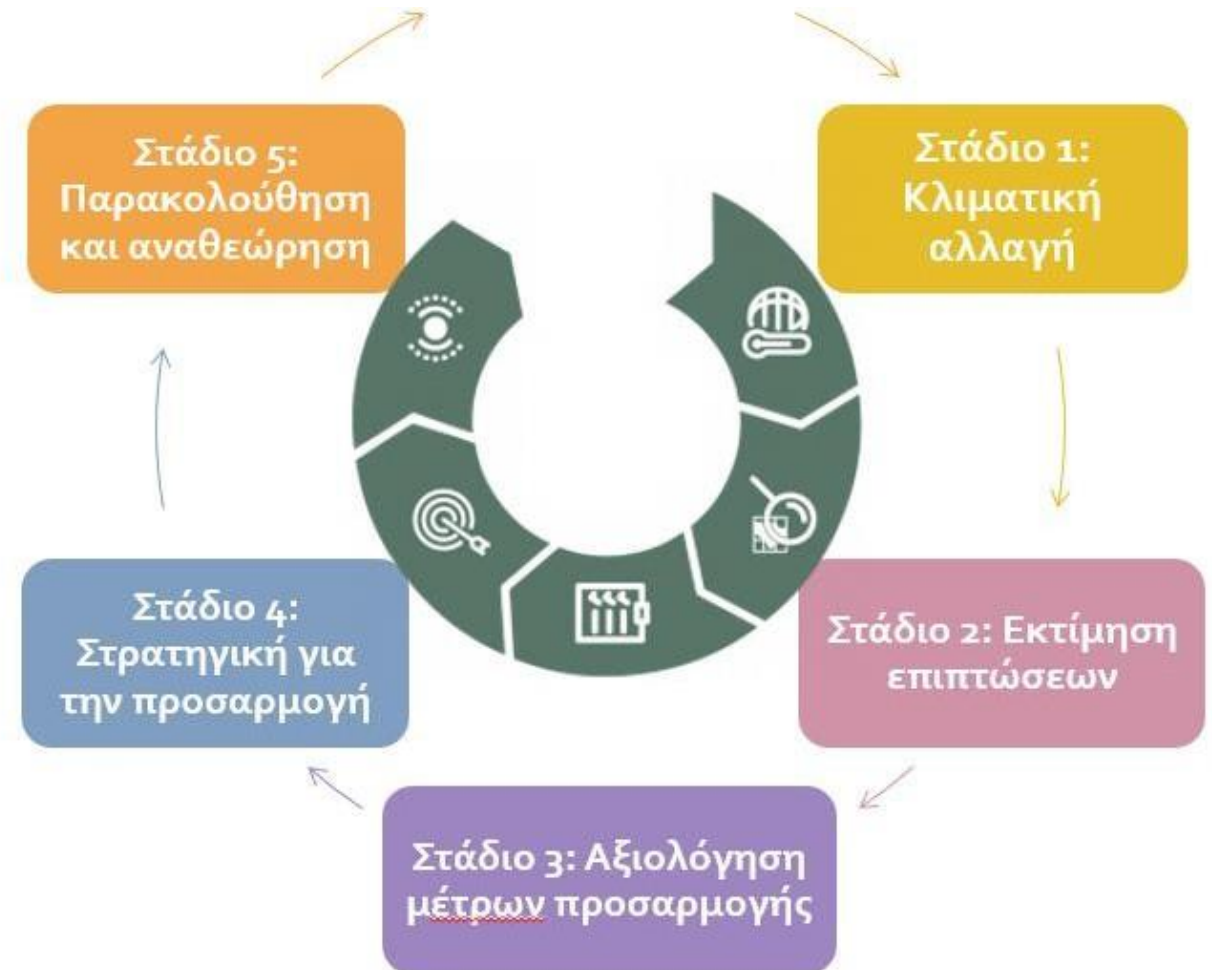 Στάδιο 1:
Κλιματική
αλλαγή
Στάδιο 2: Εκτίμηση
επιπτώσεων
Στάδιο 3: Αξιολόγηση
μέτρων προσαρμογής
Στάδιο 4:
Στρατηγική για
την προσαρμογή
Στάδιο 5:
Παρακολούθηση
και αναθεώρηση